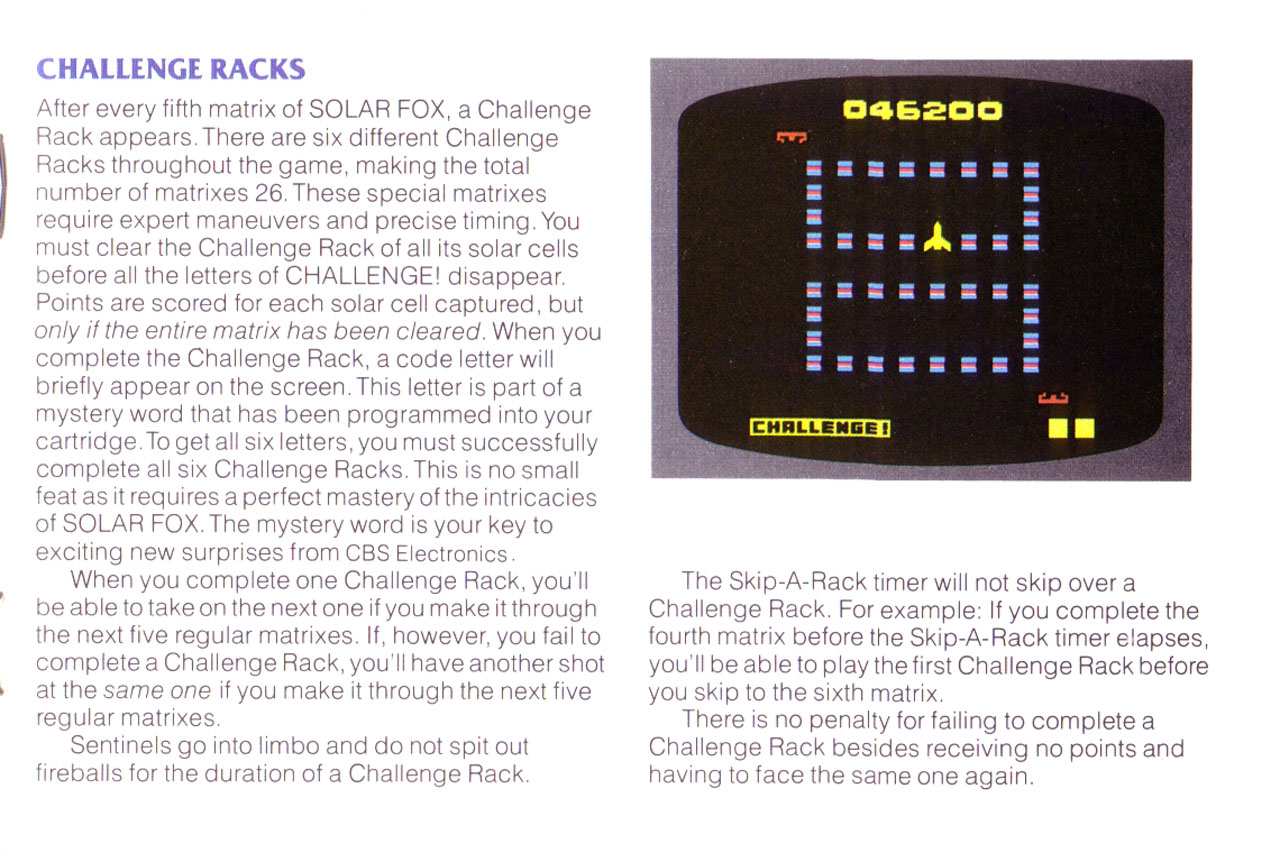 CHALLENGE RACKS
After every fifth matrix of SOLAR FOX, a Challenge
Rack appears. There are six different Challenge
Racks throughout the game, making the total
number of matrixes 26. These special matrixes
require expert maneuvers and precise timing. You
must clear the Challenge Rack of all its solar cells
before all the letters of CHALLENGE! disappear.
Points are scored for each solar cell captured, but
only if the entire matrix has been cleared. When you
complete the Challenge Rack, a code letter will
briefly appear on the screen. This letter is part of a
mystery word that has been programmed into your
cartridge. To get all six letters, you must successfully
complete all six Challenge Racks. This is no small
feat as it requires a perfect mastery of the intricacies
of SOLAR FOX. The mystery word is your key to
exciting new surprises from CBS Electronics.
When you complete one Challenge Rack, you'll
be able to take on the next one if you make it through
the next five regular matrixes. If, however, you fail to
complete a Challenge Rack, you'll have another shot
at the same one if you make it through the next five
regular matrixes.
Sentinels go into limbo and do not spit out
fireballs for the duration of a Challenge Rack.
046200
CHALLENGE!
The Skip-A-Rack timer will not skip over a
Challenge Rack. For example: If you complete the
fourth matrix before the Skip-A-Rack timer elapses,
you'll be able to play the first Challenge Rack before
you skip to the sixth matrix.
There is no penalty for failing to complete a
Challenge Rack besides receiving no points and
having to face the same one again.